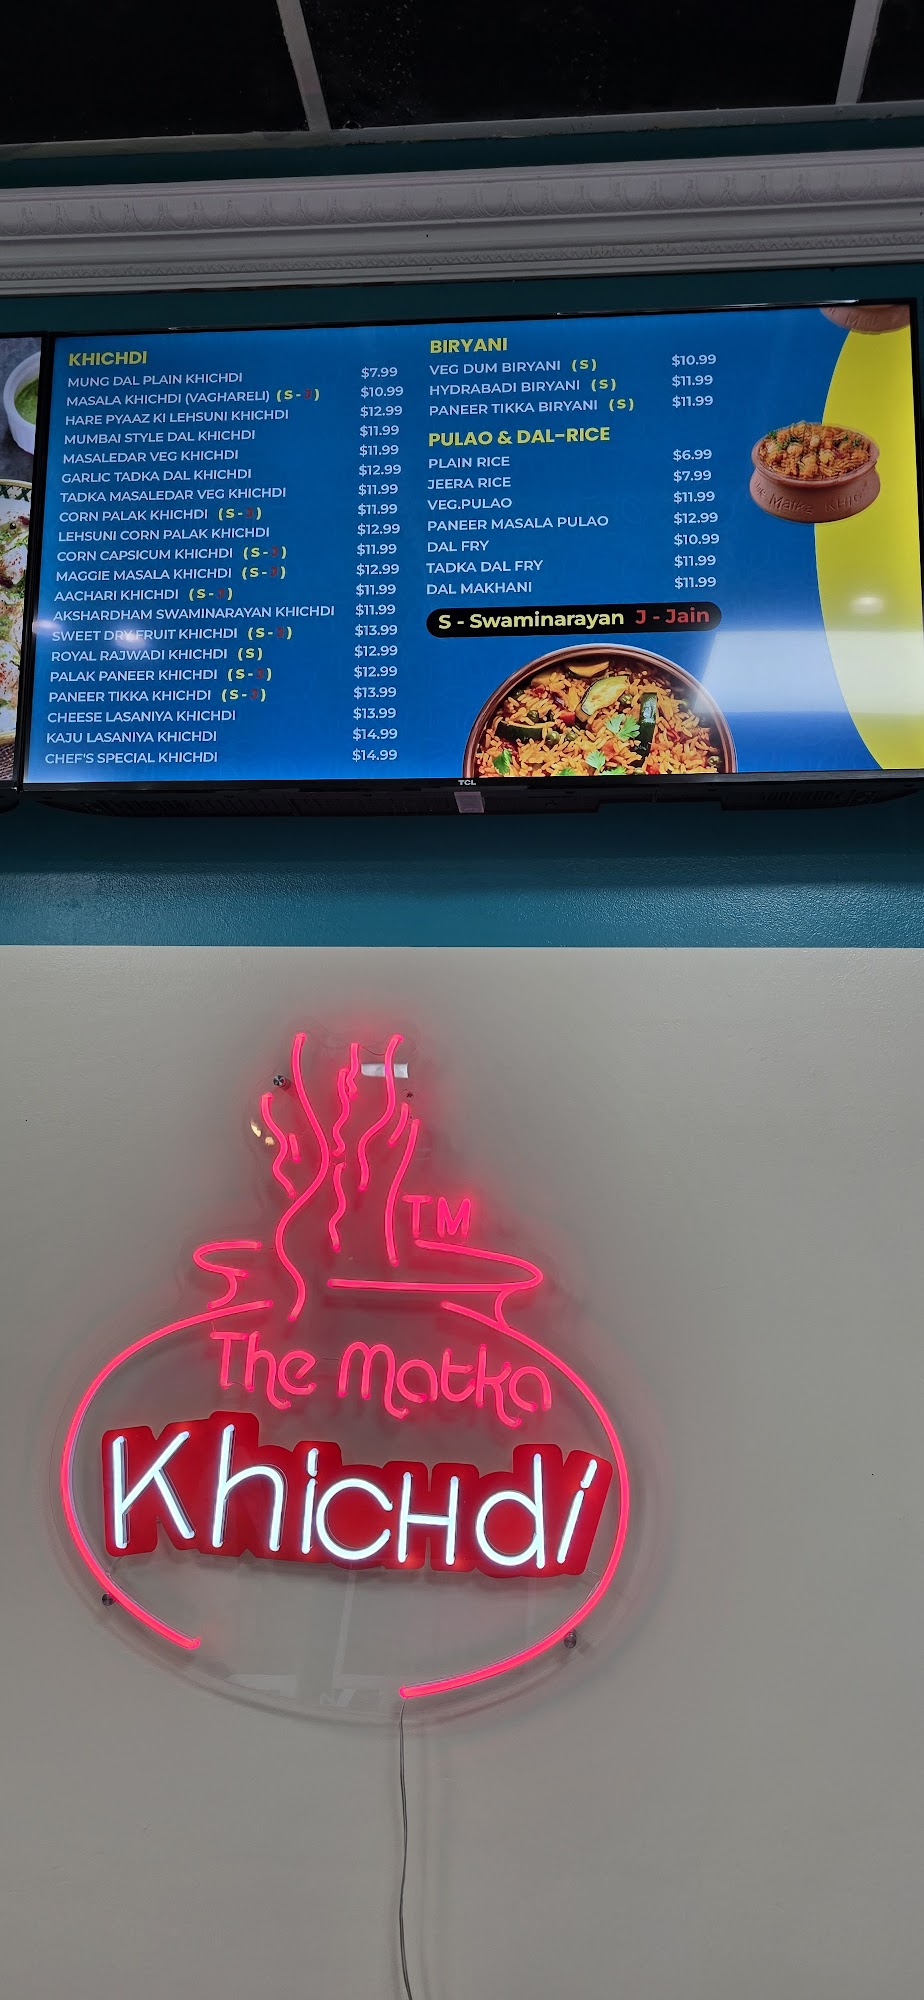 KHICHDI
MUNG DAL PLAIN KHICHDI $7.99
MASALA KHICHDI (VAGHARELI) (S-J) $10.99
HARE PYAAZ KI LEHSUNI KHICHDI $12.99
MUMBAI STYLE DAL KHICHDI $11.99
MASALEDAR VEG KHICHDI $11.99
GARLIC TADKA DAL KHICHDI $12.99
TADKA MASALEDAR VEG KHICHDI $11.99
CORN PALAK KHICHDI (S-J) $11.99
LEHSUNI CORN PALAK KHICHDI $12.99
CORN CAPSICUM KHICHDI (S-J) $11.99
MAGGIE MASALA KHICHDI (S-J) $12.99
AACHARI KHICHDI (S-J) $11.99
AKSHARDHAM SWAMINARAYAN KHICHDI $11.99
SWEET DRY FRUIT KHICHDI (S-J) $13.99
ROYAL RAJWADI KHICHDI (S) $12.99
PALAK PANEER KHICHDI (S-J) $12.99
PANEER TIKKA KHICHDI (S-J) $13.99
CHEESE LASANIYA KHICHDI $13.99
KAJU LASANIYA KHICHDI $14.99
CHEF'S SPECIAL KHICHDI $14.99
BIRYANI
VEG DUM BIRYANI (S) $10.99
HYDRABADI BIRYANI (S) $11.99
PANEER TIKKA BIRYANI (S) $11.99
PULAO & DAL-RICE
PLAIN RICE $6.99
JEERA RICE $7.99
VEG.PULAO $11.99
PANEER MASALA PULAO $12.99
DAL FRY $10.99
TADKA DAL FRY $11.99
DAL MAKHANI $11.99
S - Swaminarayan J - Jain
The Matka Khichdi
TCL
TM
The Matka
KhicHdi